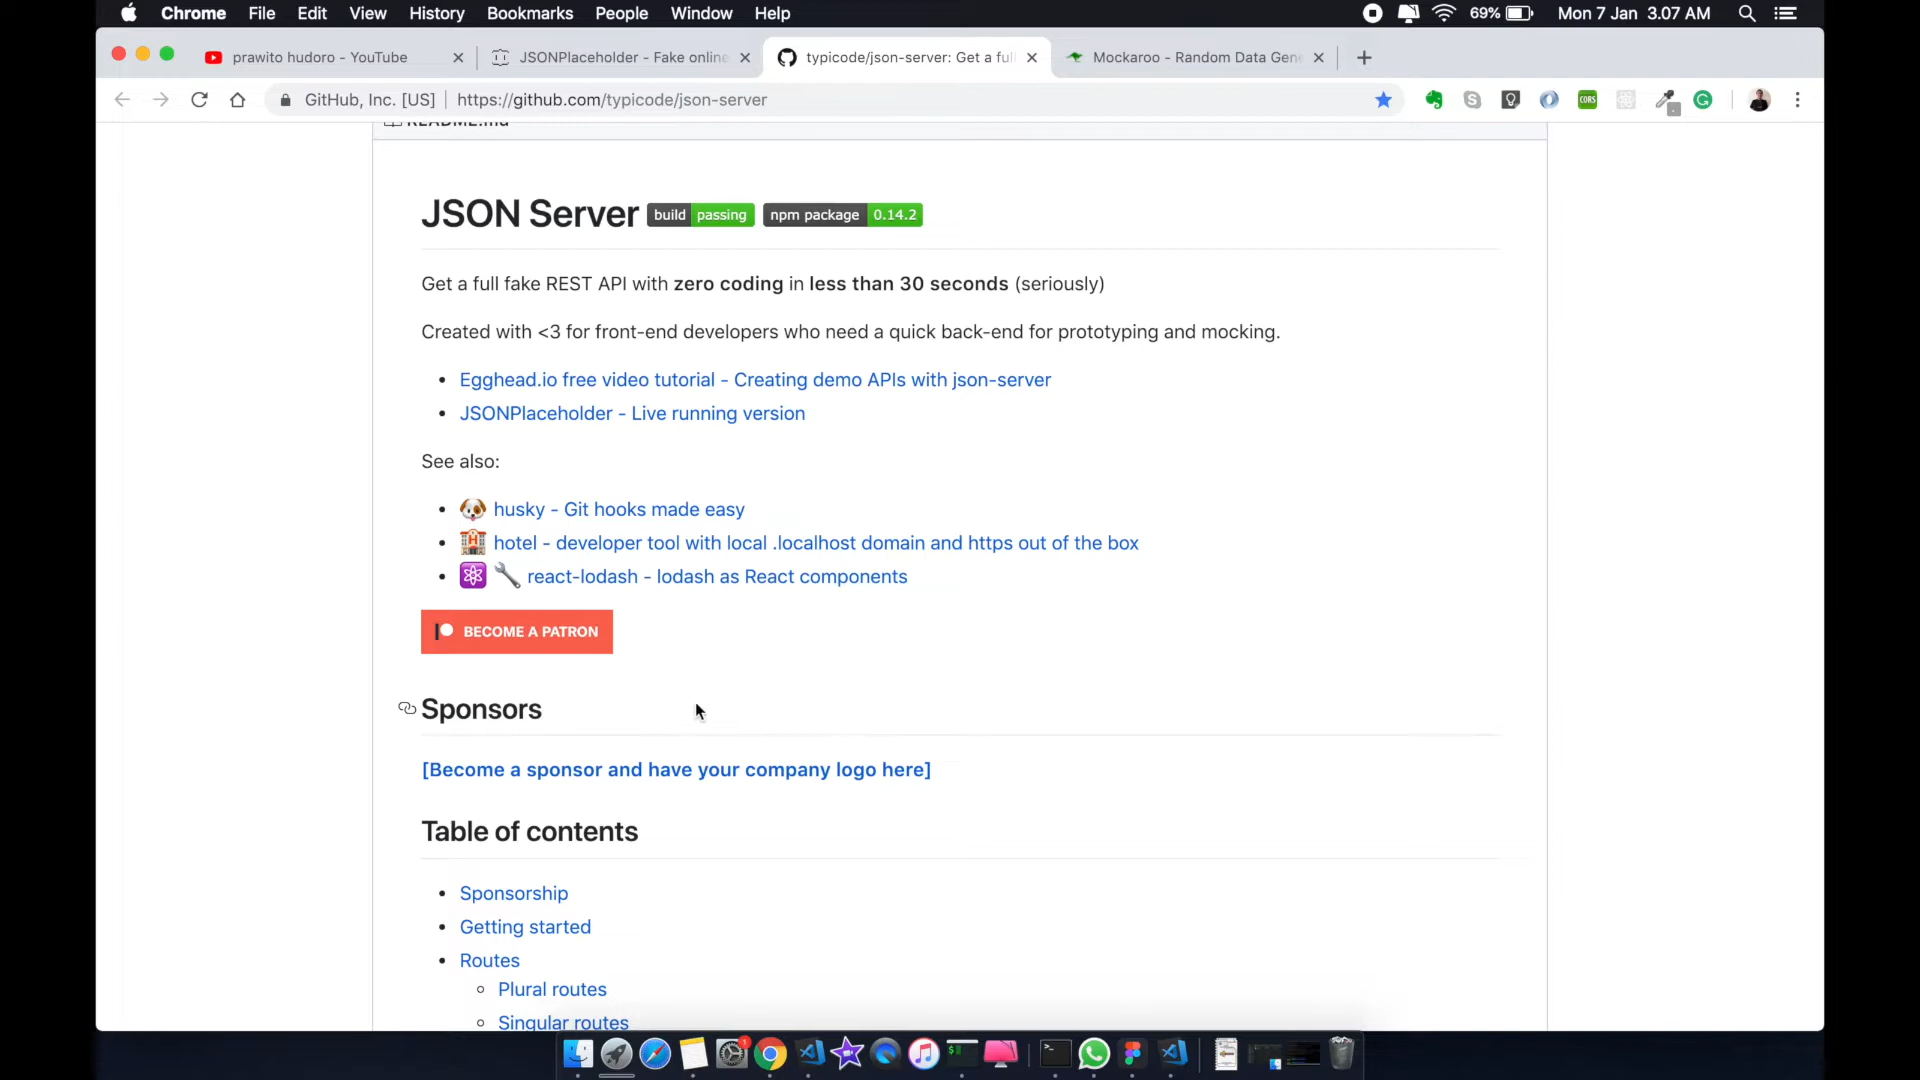 Chrome File Edit View History Bookmarks People Window Help 69% Mon 7 Jan 3.07 AM
prawito hudoro - YouTube JSONPlaceholder - Fake online typicode/json-server: Get a full Mockaroo - Random Data Gene
GitHub, Inc. [US] https://github.com/typicode/json-server CORS
README.md
JSON Server build passing npm package 0.14.2
Get a full fake REST API with zero coding in less than 30 seconds (seriously)
Created with <3 for front-end developers who need a quick back-end for prototyping and mocking.
• Egghead.io free video tutorial - Creating demo APIs with json-server
• JSONPlaceholder - Live running version
See also:
• husky - Git hooks made easy
• hotel - developer tool with local .localhost domain and https out of the box
• react-lodash - lodash as React components
BECOME A PATRON
Sponsors
[Become a sponsor and have your company logo here]
Table of contents
• Sponsorship
• Getting started
• Routes
◦ Plural routes
◦ Singular routes